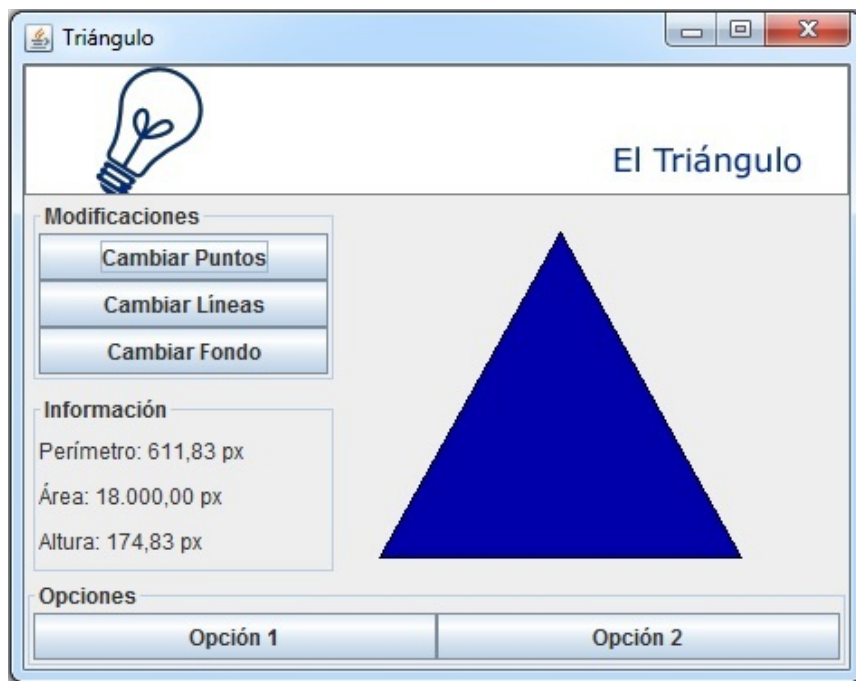 Triángulo
El Triángulo
Modificaciones
Cambiar Puntos
Cambiar Líneas
Cambiar Fondo
Información
Perímetro: 611,83 px
Área: 18.000,00 px
Altura: 174,83 px
Opciones
Opción 1
Opción 2